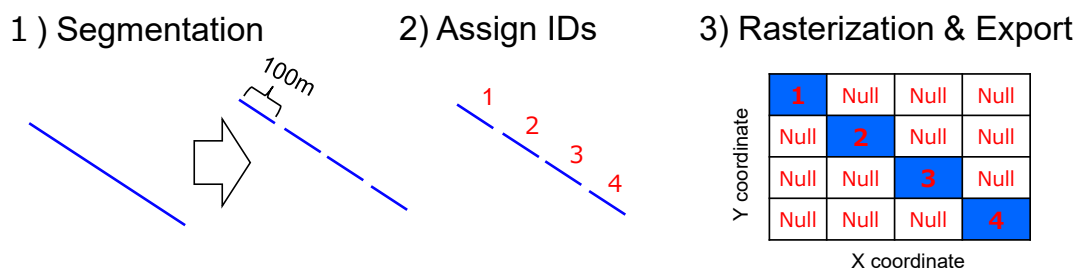 1 ) Segmentation
100m
2) Assign IDs
1
2
3
4
3) Rasterization & Export
1 Null Null Null
Null 2 Null Null
Null Null 3 Null
Null Null Null 4
Y coordinate
X coordinate